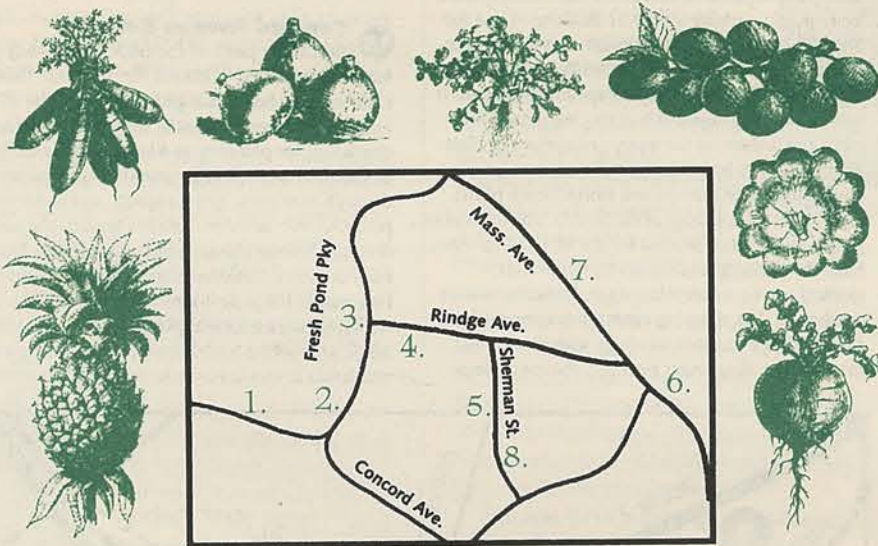 Mass. Ave.
7.
Fresh Pond Pky
3.
Rindge Ave.
4.
6.
1.
2.
5.
Sherman St.
8.
Concord Ave.